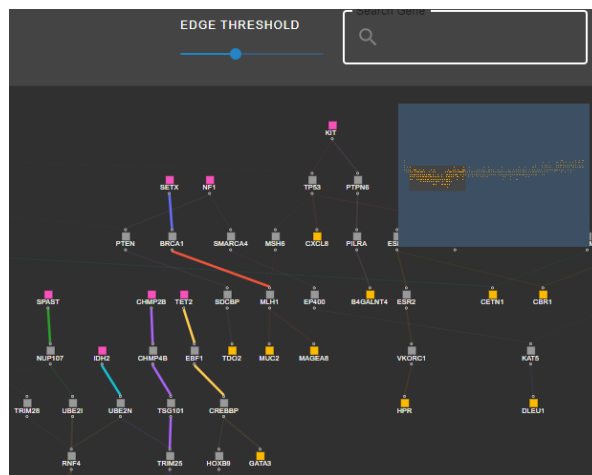 EDGE THRESHOLD
Search Gene
KIT
SETX NF1 TP53 PTPN6
PTEN BRCA1 SMARCA4 MSH6 CXCL8 PILRA
SPAST CHMP2B TET2 SDCBP MLH1 EP400 B4GALNT4 ESR2 CETN1 CBR1
NUP107 IDH2 CHMP4B EBF1 TDO2 MUC2 MAGEA8 VKORC1 KAT5
TRIM28 UBE2I UBE2N TSG101 CREBBP HPR DLEU1
RNF4 TRIM25 HOXB9 GATA3